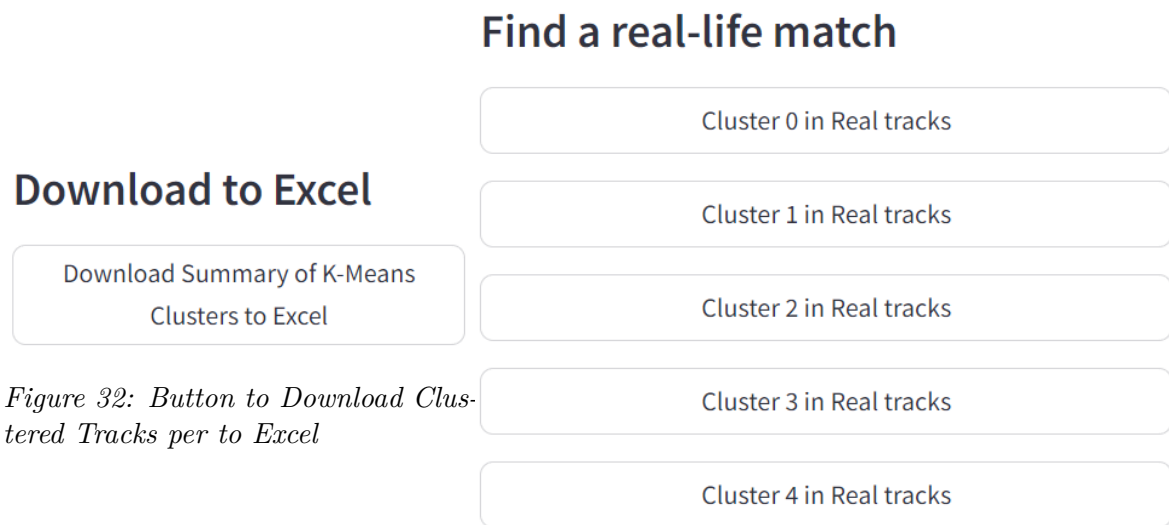 Download to Excel
Download Summary of K-Means
Clusters to Excel
Figure 32: Button to Download Clus-
tered Tracks per to Excel
Find a real-life match
Cluster 0 in Real tracks
Cluster 1 in Real tracks
Cluster 2 in Real tracks
Cluster 3 in Real tracks
Cluster 4 in Real tracks